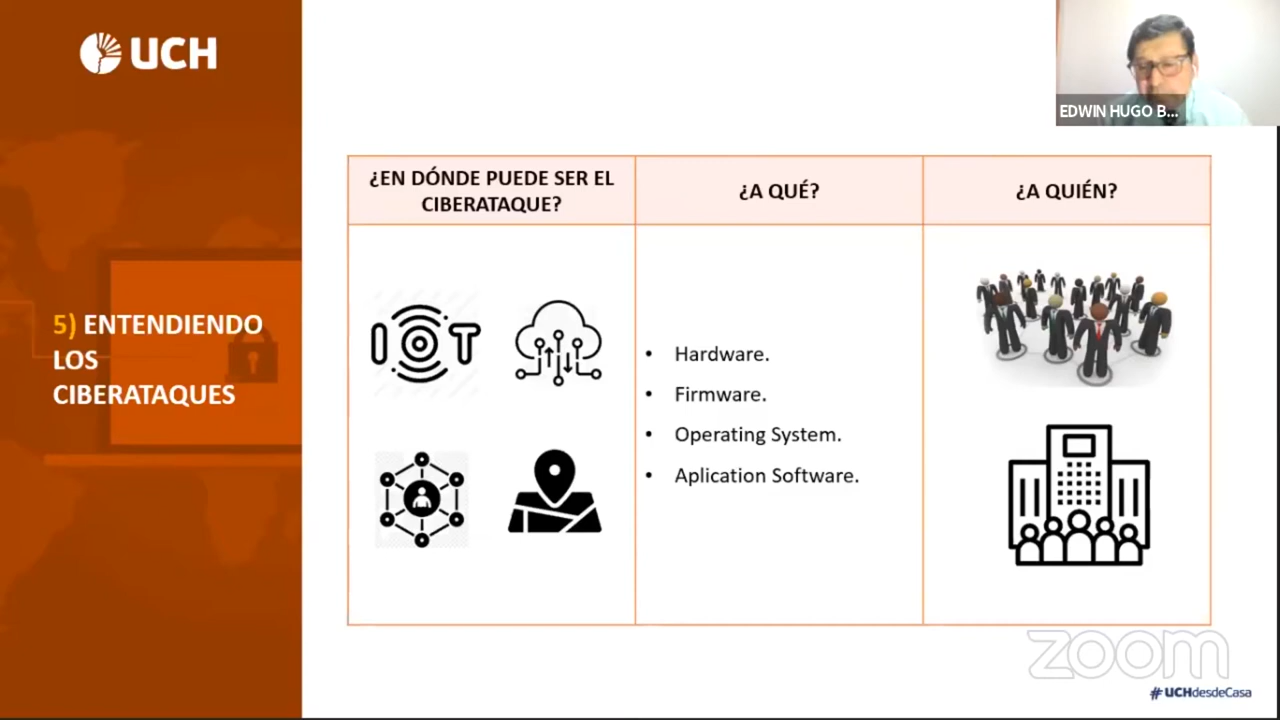 UCH
EDWIN HUGO B...
¿EN DÓNDE PUEDE SER EL
CIBERATAQUE?
¿A QUÉ?
¿A QUIÉN?
5) ENTENDIENDO
LOS
CIBERATAQUES
IOT
• Hardware.
• Firmware.
• Operating System.
• Aplication Software.
zoom
#UCHdesdeCasa